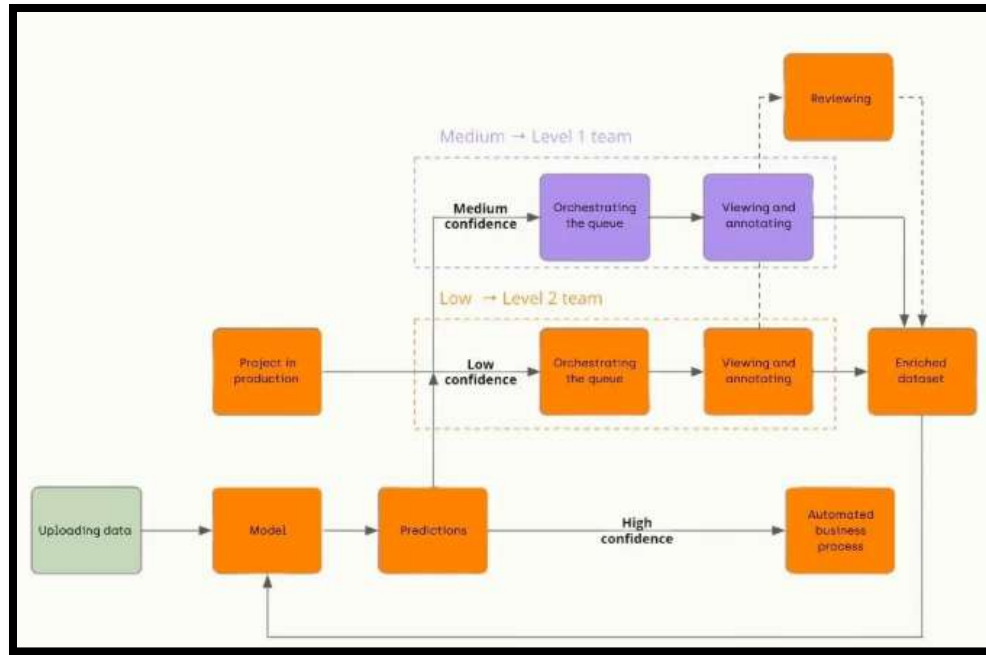 Reviewing
Medium → Level 1 team
Medium
confidence
Orchestrating
the queue
Viewing and
annotating
Low → Level 2 team
Project in
production
Low
confidence
Orchestrating
the queue
Viewing and
annotating
Enriched
dataset
Uploading data
Model
Predictions
High
confidence
Automated
business
process